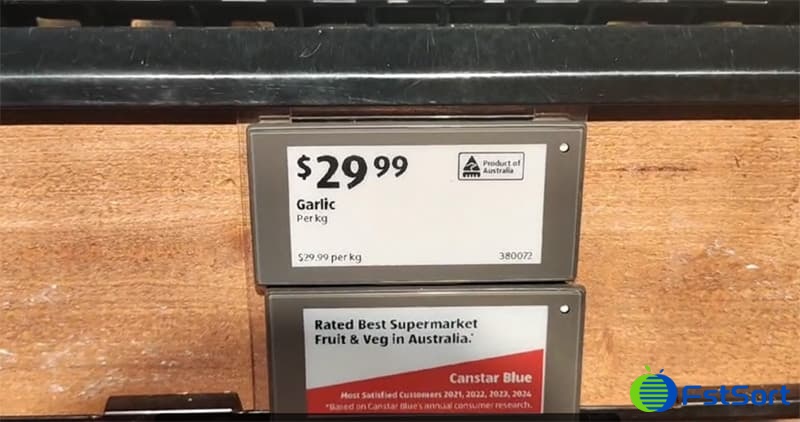 $29 99
Product of
Australia
Garlic
Per kg
$29.99 per kg
380072
Rated Best Supermarket
Fruit & Veg in Australia.*
Canstar Blue
Most Satisfied Customers 2021, 2022, 2023, 2024
*Based on Canstar Blue's annual consumer research.
FstSort